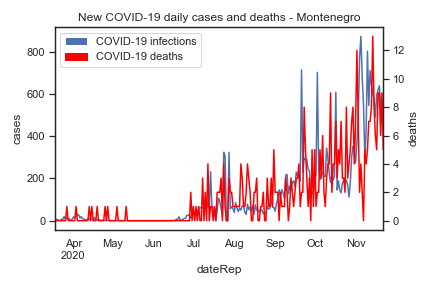 New COVID-19 daily cases and deaths - Montenegro
COVID-19 infections
COVID-19 deaths
cases
deaths
800
600
400
200
0
12
10
8
6
4
2
0
Apr May Jun Jul Aug Sep Oct Nov
2020
dateRep